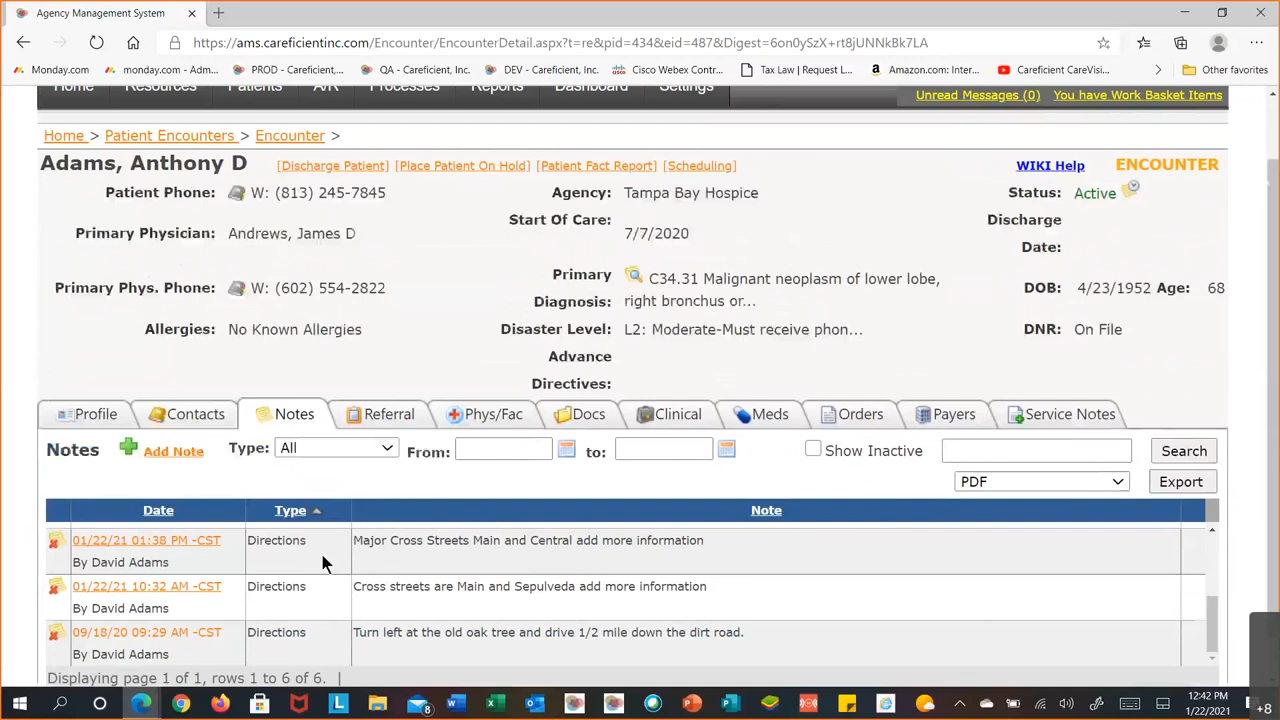 Agency Management System
https://ams.careficientinc.com/Encounter/EncounterDetail.aspx?t=re&pid=434&eid=487&Digest=6on0ySzX+rt8jUNNkBk7LA
Monday.com monday.com - Adm... PROD - Careficient,... QA - Careficient, Inc. DEV - Careficient, In... Cisco Webex Contr... Tax Law | Request L... Amazon.com: Inter... Careficient CareVisi... Other favorites
Home Resources Patients A/R Processes Reports Dashboard Settings
Unread Messages (0) You have Work Basket Items
Home > Patient Encounters > Encounter >
Adams, Anthony D [Discharge Patient] [Place Patient On Hold] [Patient Fact Report] [Scheduling] WIKI Help ENCOUNTER
Patient Phone: W: (813) 245-7845 Agency: Tampa Bay Hospice Status: Active
Start Of Care: 7/7/2020 Discharge Date:
Primary Physician: Andrews, James D
Primary Phys. Phone: W: (602) 554-2822 Primary Diagnosis: C34.31 Malignant neoplasm of lower lobe, right bronchus or... DOB: 4/23/1952 Age: 68
Allergies: No Known Allergies Disaster Level: L2: Moderate-Must receive phon... DNR: On File
Advance Directives:
Profile Contacts Notes Referral Phys/Fac Docs Clinical Meds Orders Payers Service Notes
Notes Add Note Type: All From: to: Show Inactive Search
PDF Export
Date Type Note
01/22/21 01:38 PM -CST Directions Major Cross Streets Main and Central add more information
By David Adams
01/22/21 10:32 AM -CST Directions Cross streets are Main and Sepulveda add more information
By David Adams
09/18/20 09:29 AM -CST Directions Turn left at the old oak tree and drive 1/2 mile down the dirt road.
By David Adams
Displaying page 1 of 1, rows 1 to 6 of 6. |
8
12:42 PM
1/22/2021
+8